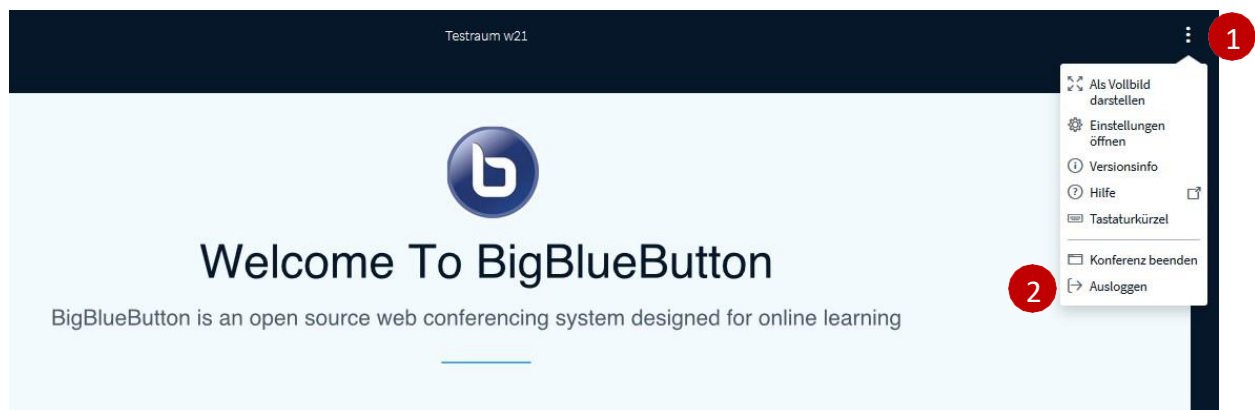 Testraum w21
1
Als Vollbild
darstellen
Einstellungen
öffnen
Versionsinfo
Hilfe
Tastaturkürzel
Konferenz beenden
2
Ausloggen
Welcome To BigBlueButton
BigBlueButton is an open source web conferencing system designed for online learning